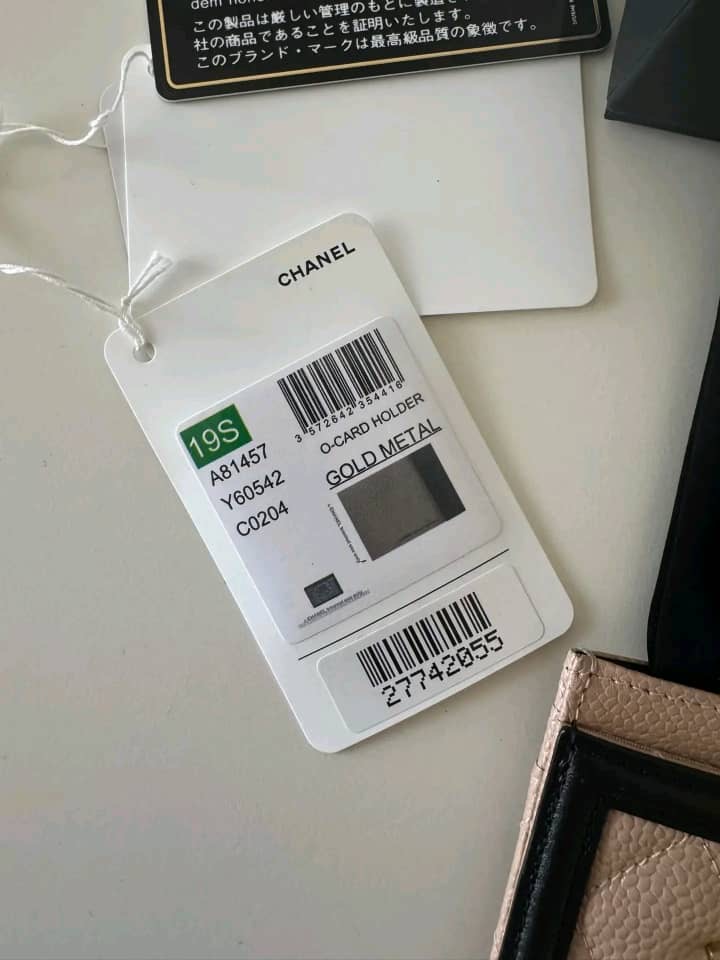 この製品は厳しい管理のもとに製造さ
社の商品であることを証明いたします。
このブランド・マークは最高級品質の象徴です。
CHANEL
19S
A81457
Y60542
C0204
3 572642 354416
O-CARD HOLDER
GOLD METAL
27742055